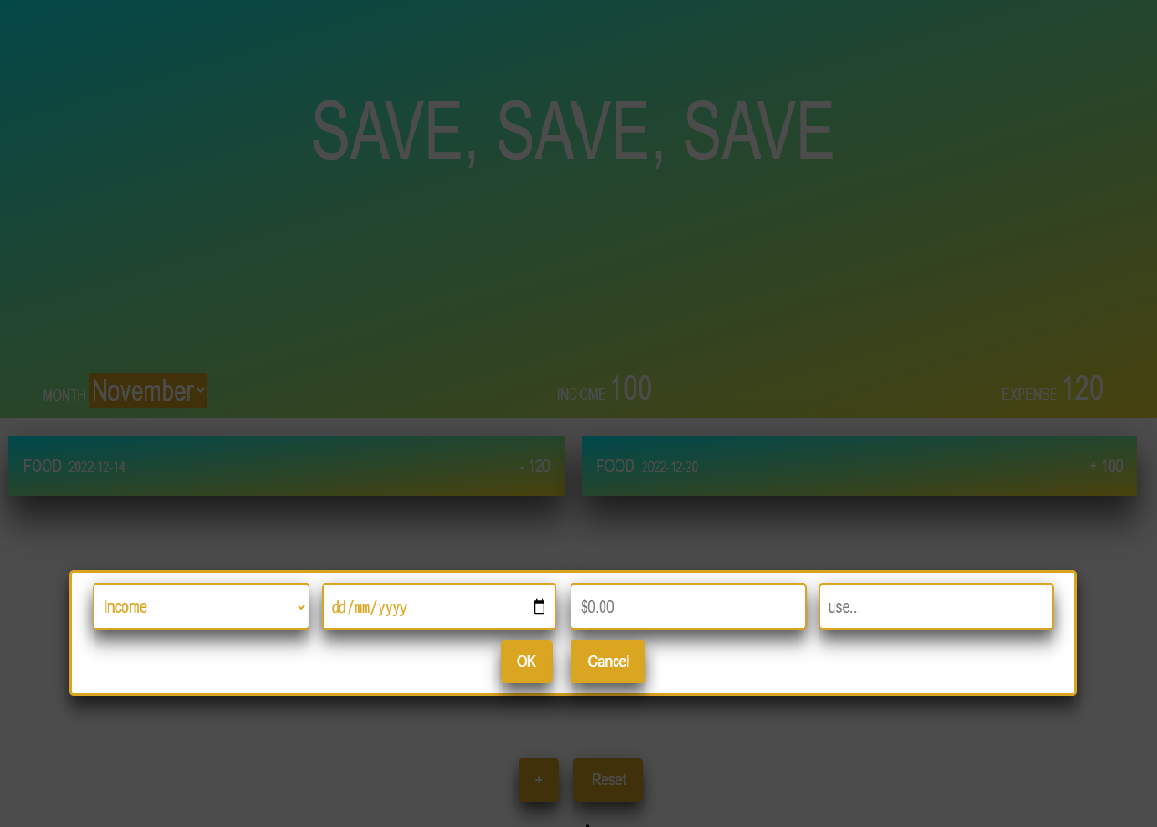 SAVE, SAVE, SAVE
MONTH November INCOME 100 EXPENSE 120
FOOD 2022-12-14 - 120 FOOD 2022-12-20 + 100
Income dd/mm/yyyy $0.00 use..
OK Cancel
+ Reset